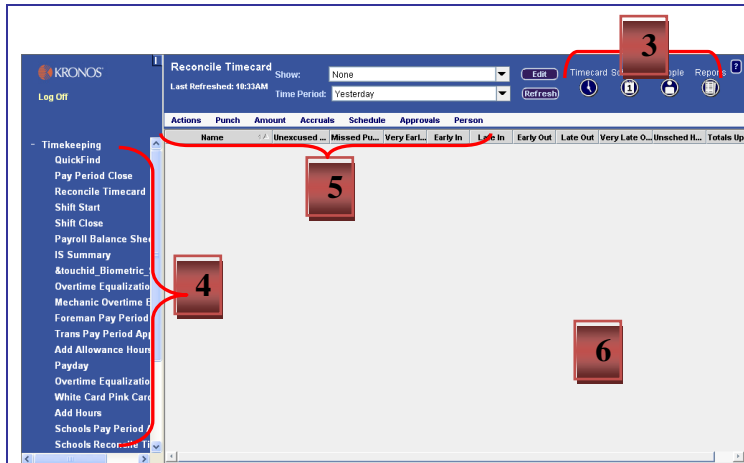 KRONOS
Log Off
Reconcile Timecard
Last Refreshed: 10:33AM
Show:
None
Edit
Time Period:
Yesterday
Refresh
Timecard
Reports
?
3
1
Actions Punch Amount Accruals Schedule Approvals Person
Name Unexcused ... Missed Pu... Very Earl... Early In Late In Early Out Late Out Very Late O... Unsched H... Totals Up
5
- Timekeeping
QuickFind
Pay Period Close
Reconcile Timecard
Shift Start
Shift Close
Payroll Balance Shee
IS Summary
&touchid_Biometric_
Overtime Equalizatio
Mechanic Overtime E
Foreman Pay Period
Trans Pay Period App
Add Allowance Hours
Payday
Overtime Equalizatio
White Card Pink Card
Add Hours
Schools Pay Period A
Schools Reconcile Ti
4
6